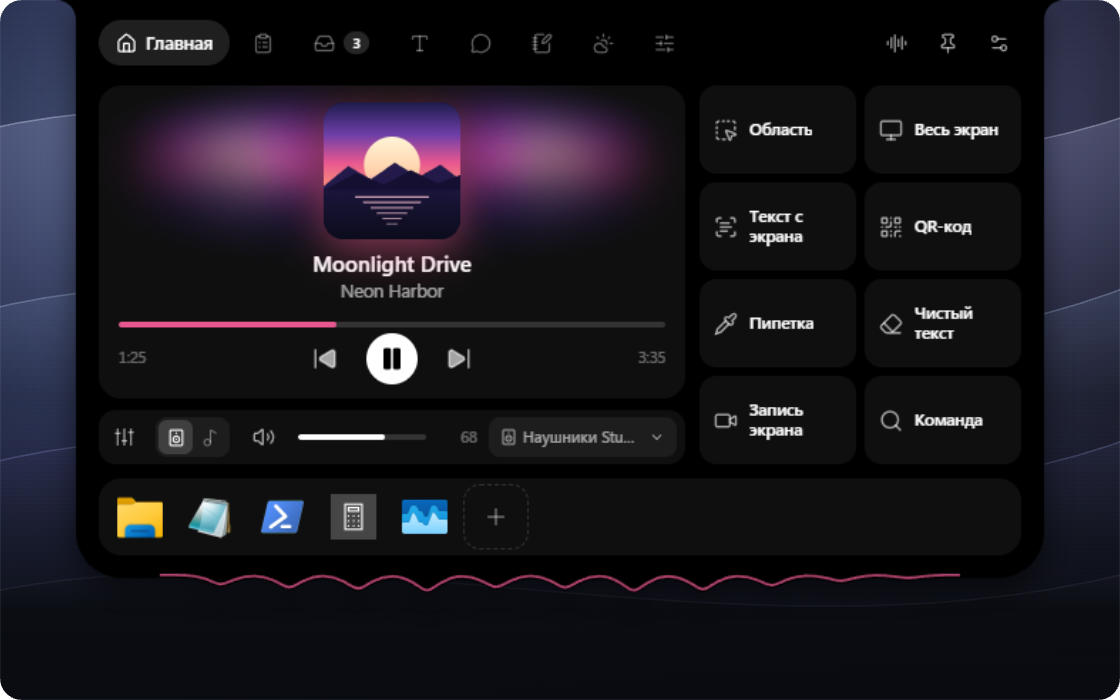 Главная
3
Область
Весь экран
Текст с
экрана
QR-код
Moonlight Drive
Neon Harbor
1:25
3:35
Пипетка
Чистый
текст
Запись
экрана
Команда
68
Наушники Stu...